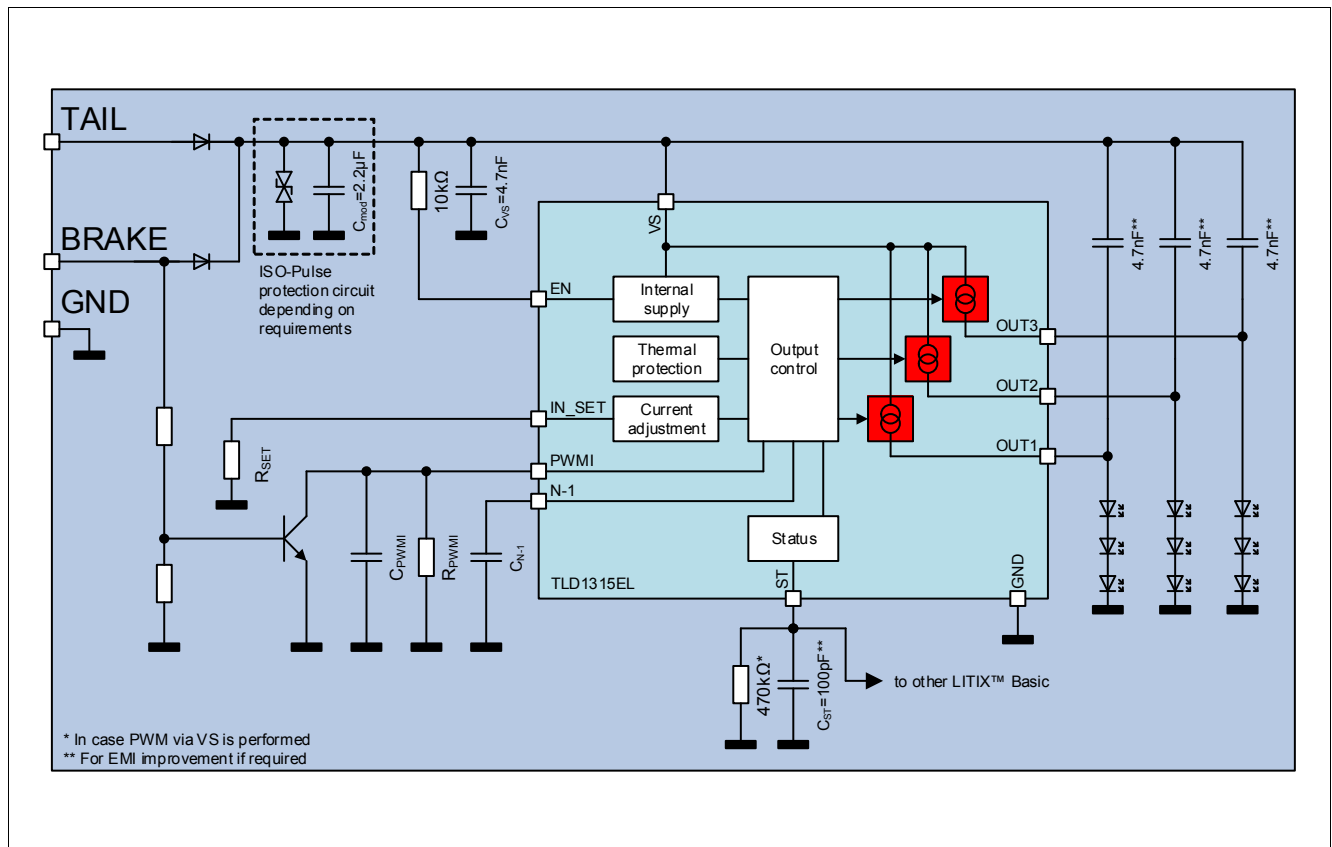 TAIL
BRAKE
GND
ISO-Pulse
protection circuit
depending on
requirements
Cmod=2.2µF
10kΩ
CVS=4.7nF
VS
EN
Internal
supply
Thermal
protection
Output
control
IN_SET
Current
adjustment
PWMI
N-1
Status
ST
GND
TLD1315EL
OUT3
OUT2
OUT1
4.7nF**
4.7nF**
4.7nF**
RSET
CPWMI
RPWMI
CN-1
470kΩ*
CST=100pF**
to other LITIX™ Basic
* In case PWM via VS is performed
** For EMI improvement if required